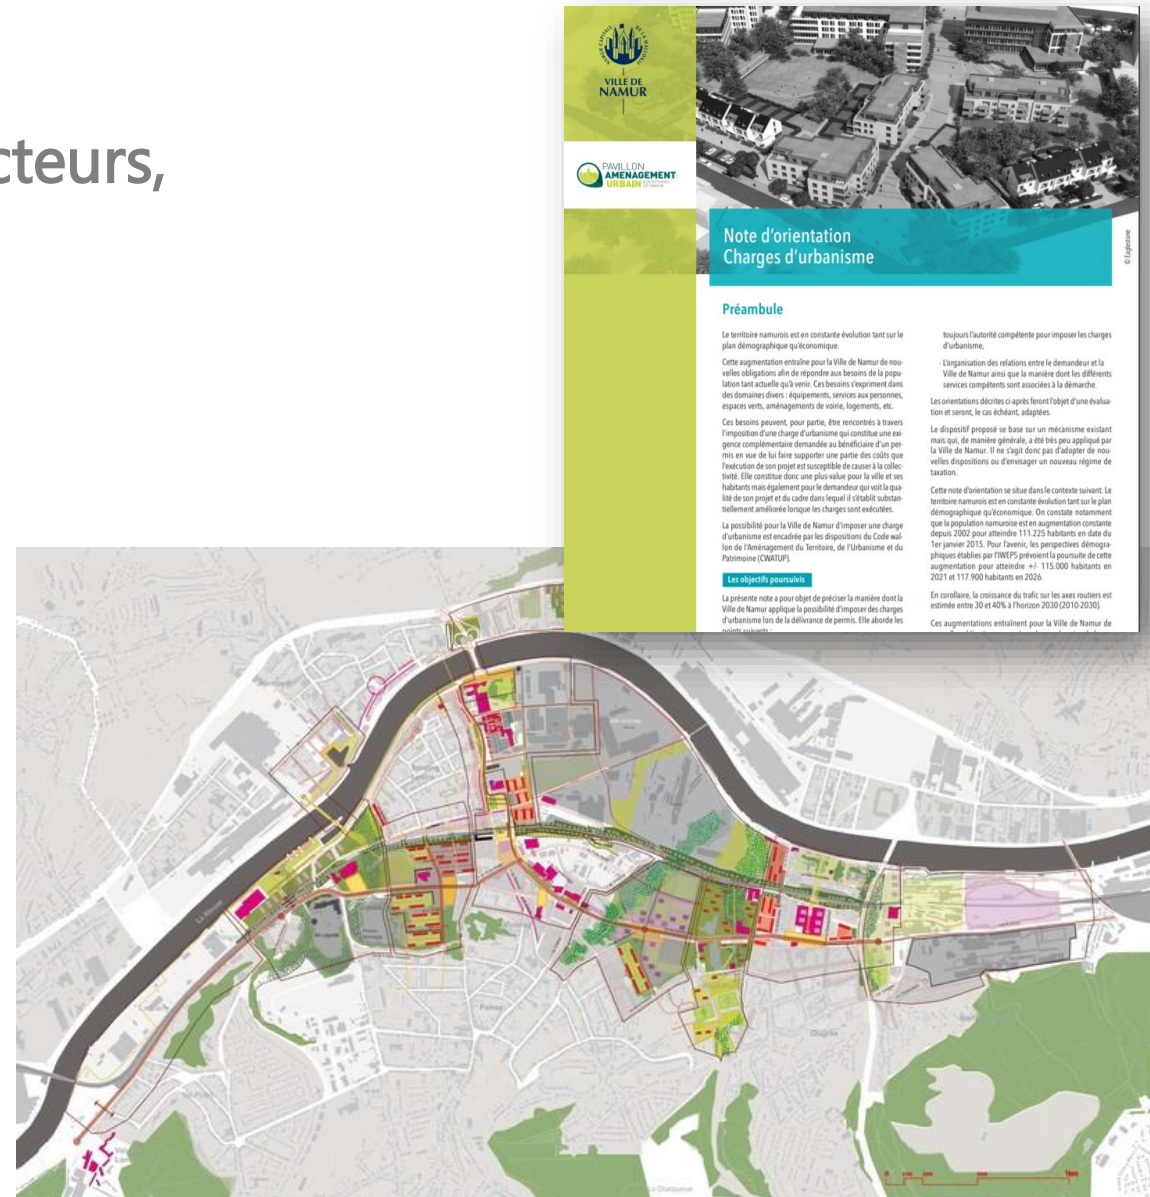 cteurs,
VILLE DE
NAMUR
PAVILLON
AMENAGEMENT
URBAIN
Note d'orientation
Charges d'urbanisme
© Eaglestone
Préambule
Le territoire namurois est en constante évolution tant sur le
plan démographique qu'économique.
Cette augmentation entraîne pour la Ville de Namur de nou-
velles obligations afin de répondre aux besoins de la popu-
lation tant actuelle qu'à venir. Ces besoins s'expriment dans
des domaines divers : équipements, services aux personnes,
espaces verts, aménagements de voirie, logements, etc.
Ces besoins peuvent, pour partie, être rencontrés à travers
l'imposition d'une charge d'urbanisme qui constitue une exi-
gence complémentaire demandée au bénéficiaire d'un per-
mis en vue de lui faire supporter une partie des coûts que
l'exécution de son projet est susceptible de causer à la collec-
tivité. Elle constitue donc une plus-value pour la ville et ses
habitants mais également pour le demandeur qui voit la qua-
lité de son projet et du cadre dans lequel il s'établit substan-
tiellement améliorée lorsque les charges sont exécutées.
La possibilité pour la Ville de Namur d'imposer une charge
d'urbanisme est encadrée par les dispositions du Code wal-
lon de l'Aménagement du Territoire, de l'Urbanisme et du
Patrimoine (CWATUP).
Les objectifs poursuivis
La présente note a pour objet de préciser la manière dont la
Ville de Namur applique la possibilité d'imposer des charges
d'urbanisme lors de la délivrance de permis. Elle aborde les
points suivants :
toujours l'autorité compétente pour imposer les charges
d'urbanisme,
- L'organisation des relations entre le demandeur et la
Ville de Namur ainsi que la manière dont les différents
services compétents sont associées à la démarche.
Les orientations décrites ci-après feront l'objet d'une évalua-
tion et seront, le cas échéant, adaptées.
Le dispositif proposé se base sur un mécanisme existant
mais qui, de manière générale, a été très peu appliqué par
la Ville de Namur. Il ne s'agit donc pas d'adopter de nou-
velles dispositions ou d'envisager un nouveau régime de
taxation.
Cette note d'orientation se situe dans le contexte suivant. Le
territoire namurois est en constante évolution tant sur le plan
démographique qu'économique. On constate notamment
que la population namuroise est en augmentation constante
depuis 2002 pour atteindre 111.225 habitants en date du
1er janvier 2015. Pour l'avenir, les perspectives démogra-
phiques établies par l'IWEPS prévoient la poursuite de cette
augmentation pour atteindre +/- 115.000 habitants en
2021 et 117.900 habitants en 2026.
En corollaire, la croissance du trafic sur les axes routiers est
estimée entre 30 et 40% à l'horizon 2030 (2010-2030).
Ces augmentations entraînent pour la Ville de Namur de
La Meuse
Ougrée
1km